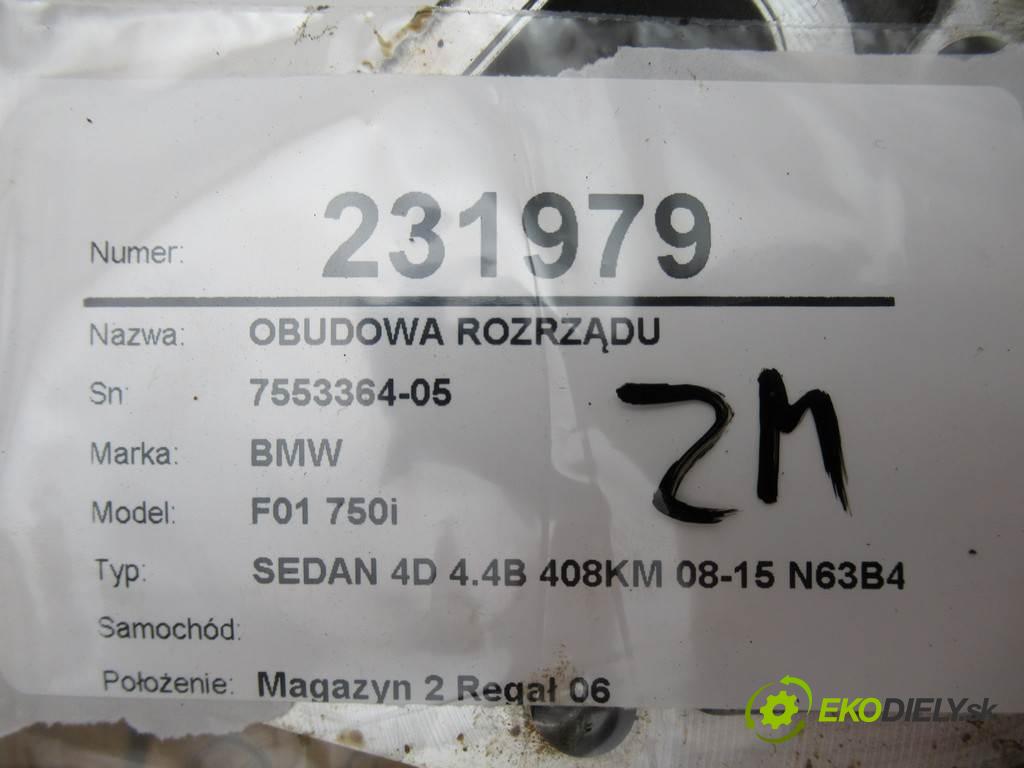 Numer: 231979
Nazwa: OBUDOWA ROZRZĄDU
Sn: 7553364-05
Marka: BMW
Model: F01 750i
Typ: SEDAN 4D 4.4B 408KM 08-15 N63B4
Samochód:
Położenie: Magazyn 2 Regał 06
ZM
EKODIELY.sk